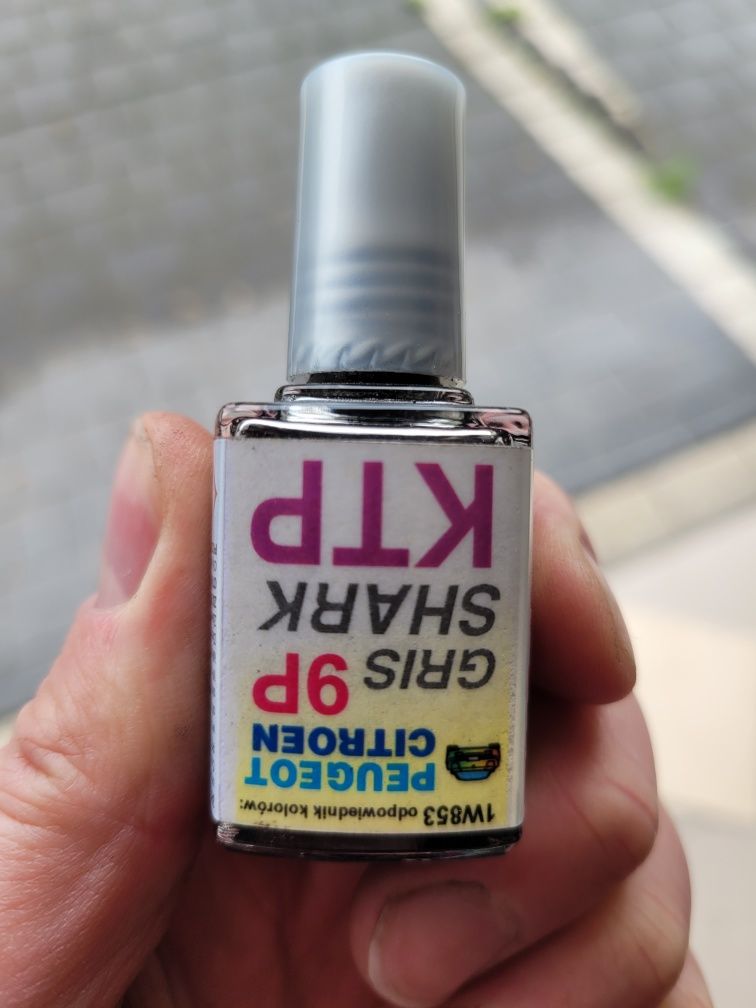 1W853 odpowiednik kolorów:
PEUGEOT
CITROEN
GRIS 9P
SHARK
KTP